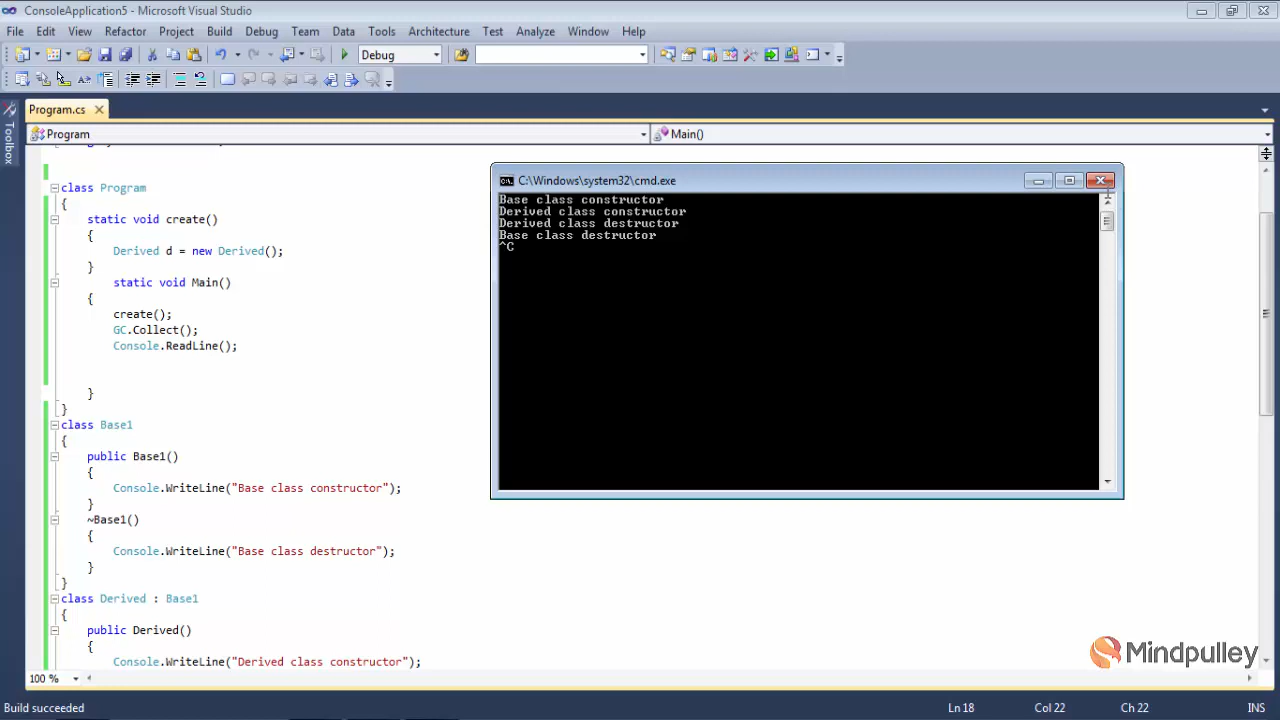 ConsoleApplication5 - Microsoft Visual Studio
File Edit View Refactor Project Build Debug Team Data Tools Architecture Test Analyze Window Help
Debug
Program.cs
Toolbox
Program
Main()
class Program
{
static void create()
{
Derived d = new Derived();
}
static void Main()
{
create();
GC.Collect();
Console.ReadLine();
}
}
class Base1
{
public Base1()
{
Console.WriteLine("Base class constructor");
}
~Base1()
{
Console.WriteLine("Base class destructor");
}
}
class Derived : Base1
{
public Derived()
{
Console.WriteLine("Derived class constructor");
C:\Windows\system32\cmd.exe
Base class constructor
Derived class constructor
Derived class destructor
Base class destructor
^C
Mindpulley
100 %
Build succeeded
Ln 18 Col 22 Ch 22 INS